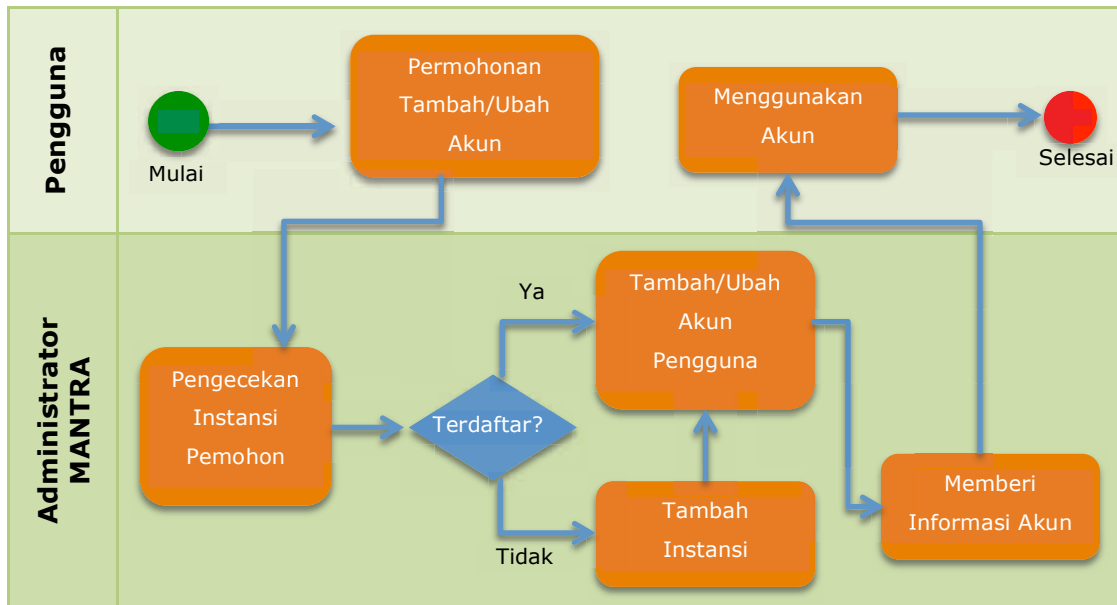 Pengguna
Mulai
Permohonan
Tambah/Ubah
Akun
Menggunakan
Akun
Selesai
Administrator
MANTRA
Pengecekan
Instansi
Pemohon
Terdaftar?
Ya
Tidak
Tambah/Ubah
Akun
Pengguna
Tambah
Instansi
Memberi
Informasi Akun